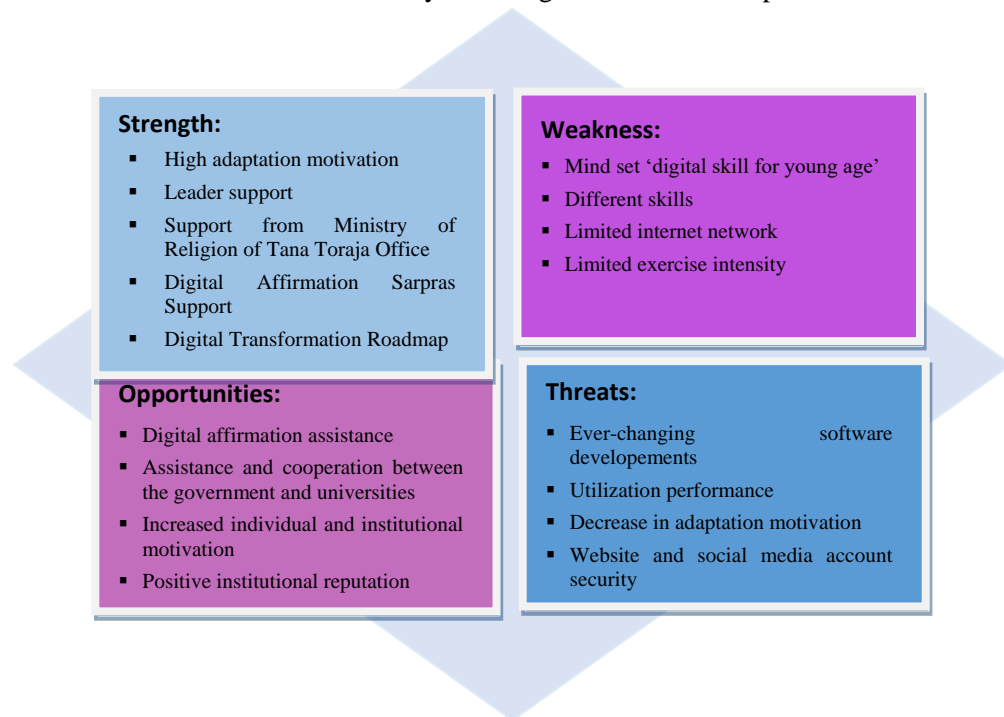 Strength:
▪ High adaptation motivation
▪ Leader support
▪ Support from Ministry of
Religion of Tana Toraja Office
▪ Digital Affirmation Sarpras
Support
▪ Digital Transformation Roadmap
Weakness:
▪ Mind set ‘digital skill for young age’
▪ Different skills
▪ Limited internet network
▪ Limited exercise intensity
Opportunities:
▪ Digital affirmation assistance
▪ Assistance and cooperation between
the government and universities
▪ Increased individual and institutional
motivation
▪ Positive institutional reputation
Threats:
▪ Ever-changing software
developements
▪ Utilization performance
▪ Decrease in adaptation motivation
▪ Website and social media account
security